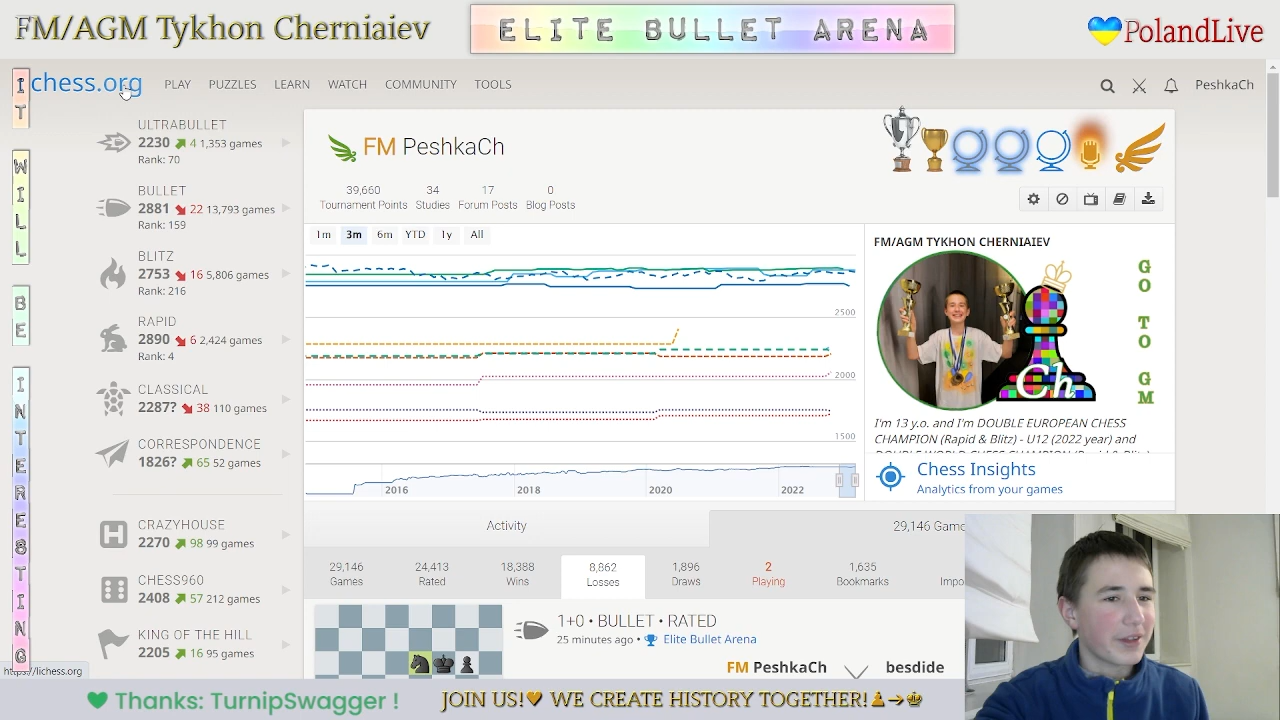 FM/AGM Tykhon Cherniaiev
ELITE BULLET ARENA
PolandLive
IT WILL BE INTERESTING
lichess.org
PLAY PUZZLES LEARN WATCH COMMUNITY TOOLS
PeshkaCh
ULTRABULLET
2230 4 1,353 games
Rank: 70
BULLET
2881 22 13,793 games
Rank: 159
BLITZ
2753 16 5,806 games
Rank: 216
RAPID
2890 6 2,424 games
Rank: 4
CLASSICAL
2287? 38 110 games
CORRESPONDENCE
1826? 65 52 games
CRAZYHOUSE
2270 98 99 games
CHESS960
2408 57 212 games
KING OF THE HILL
2205 16 95 games
https://lichess.org
FM PeshkaCh
39,660 34 17 0
Tournament Points Studies Forum Posts Blog Posts
1m 3m 6m YTD 1y All
2500
2000
1500
2016 2018 2020 2022
FM/AGM TYKHON CHERNIAIEV
Ch
GO TO GM
I'm 13 y.o. and I'm DOUBLE EUROPEAN CHESS
CHAMPION (Rapid & Blitz) - U12 (2022 year) and
DOUBLE WORLD CHESS CHAMPION (Rapid & Blitz)
Chess Insights
Analytics from your games
Activity 29,146 Game
29,146 24,413 18,388 8,862 1,896 2 1,635
Games Rated Wins Losses Draws Playing Bookmarks Impo
1+0 • BULLET • RATED
25 minutes ago • Elite Bullet Arena
FM PeshkaCh besdide
Thanks: TurnipSwagger !
JOIN US!🧡 WE CREATE HISTORY TOGETHER!♟→♚